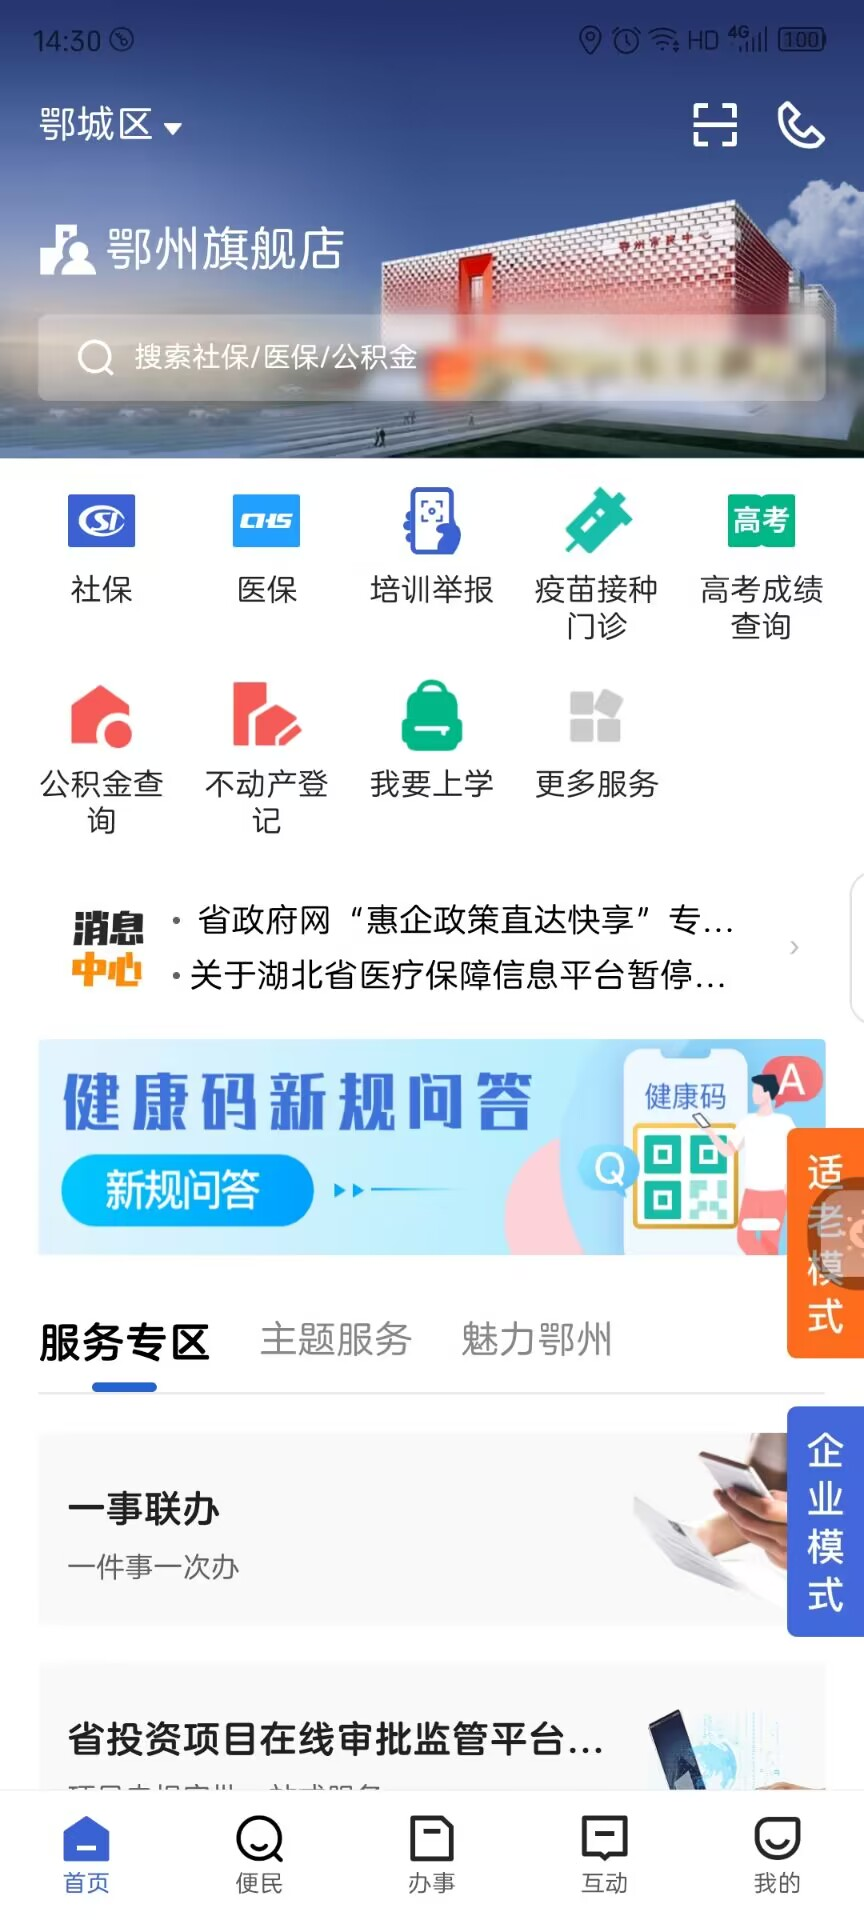 14:30 HD 4G 100
鄂城区
鄂州市民中心
鄂州旗舰店
搜索社保/医保/公积金
SI CHS 高考
社保 医保 培训举报 疫苗接种门诊 高考成绩查询
公积金查询 不动产登记 我要上学 更多服务
消息中心
· 省政府网“惠企政策直达快享”专...
· 关于湖北省医疗保障信息平台暂停...
健康码新规问答
新规问答
健康码
Q
A
适老模式
服务专区 主题服务 魅力鄂州
企业模式
一事联办
一件事一次办
省投资项目在线审批监管平台...
首页 便民 办事 互动 我的